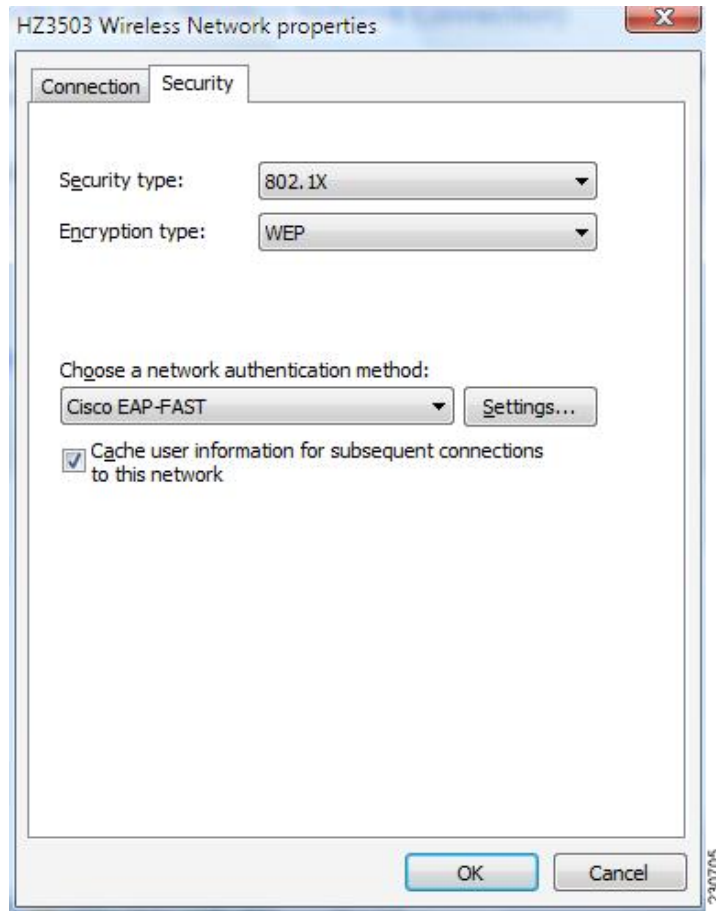 HZ3503 Wireless Network properties
Connection
Security
Security type:
802.1X
Encryption type:
WEP
Choose a network authentication method:
Cisco EAP-FAST
Settings...
Cache user information for subsequent connections
to this network
OK
Cancel
230705